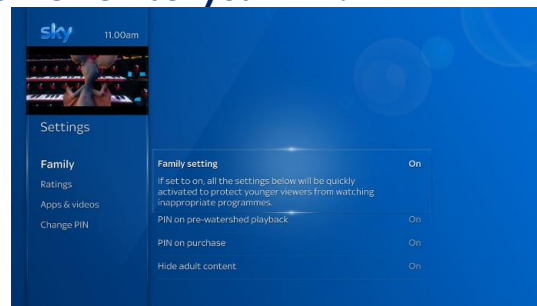 sky 11.00am
Settings
Family
Ratings
Apps & videos
Change PIN
Family setting On
If set to on, all the settings below will be quickly
activated to protect younger viewers from watching
inappropriate programmes.
PIN on pre-watershed playback On
PIN on purchase On
Hide adult content On